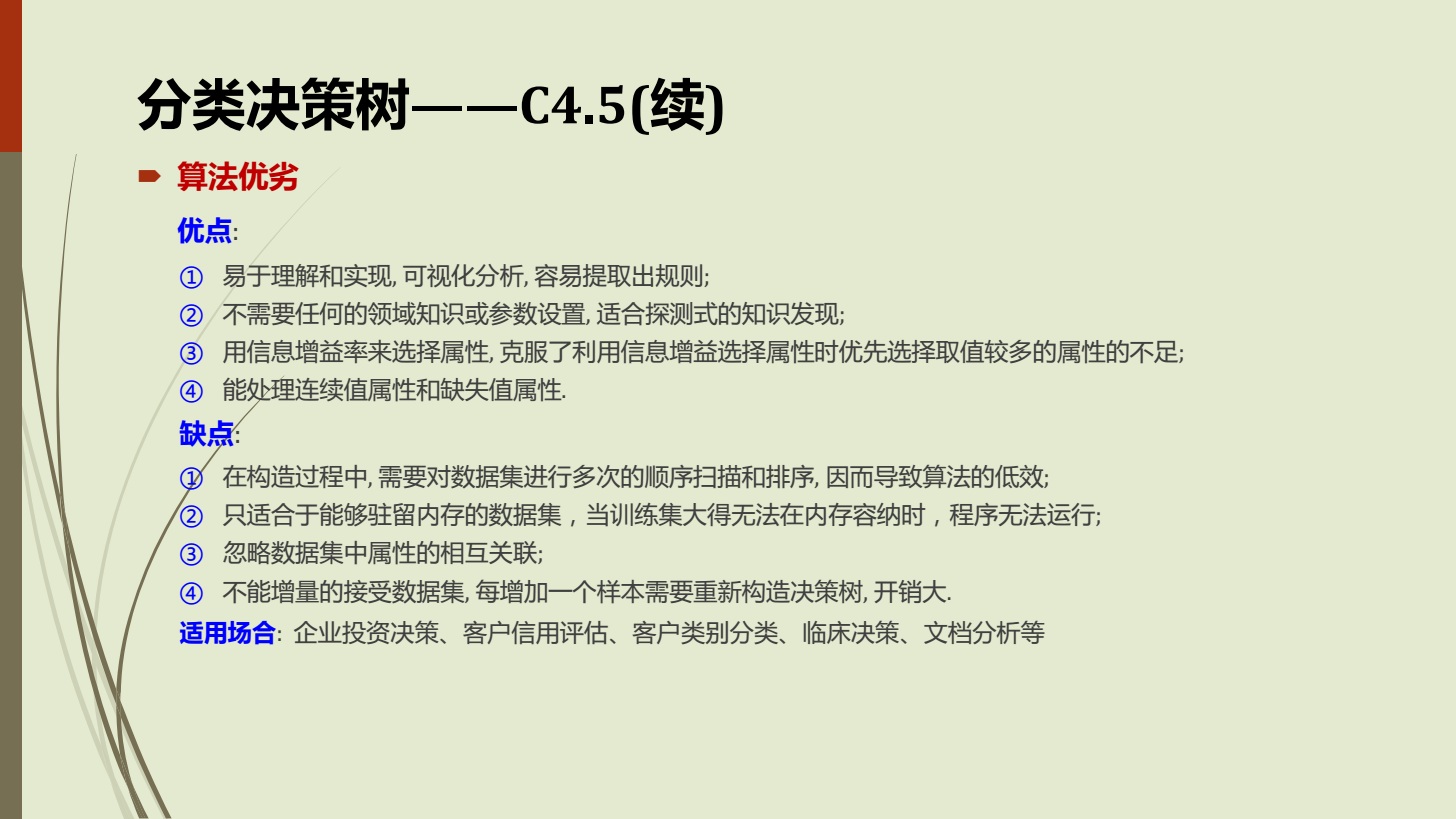 分类决策树——C4.5(续)
算法优劣
优点:
① 易于理解和实现, 可视化分析, 容易提取出规则;
② 不需要任何的领域知识或参数设置, 适合探测式的知识发现;
③ 用信息增益率来选择属性, 克服了利用信息增益选择属性时优先选择取值较多的属性的不足;
④ 能处理连续值属性和缺失值属性.
缺点:
① 在构造过程中, 需要对数据集进行多次的顺序扫描和排序, 因而导致算法的低效;
② 只适合于能够驻留内存的数据集，当训练集大得无法在内存容纳时，程序无法运行;
③ 忽略数据集中属性的相互关联;
④ 不能增量的接受数据集, 每增加一个样本需要重新构造决策树, 开销大.
适用场合: 企业投资决策、客户信用评估、客户类别分类、临床决策、文档分析等